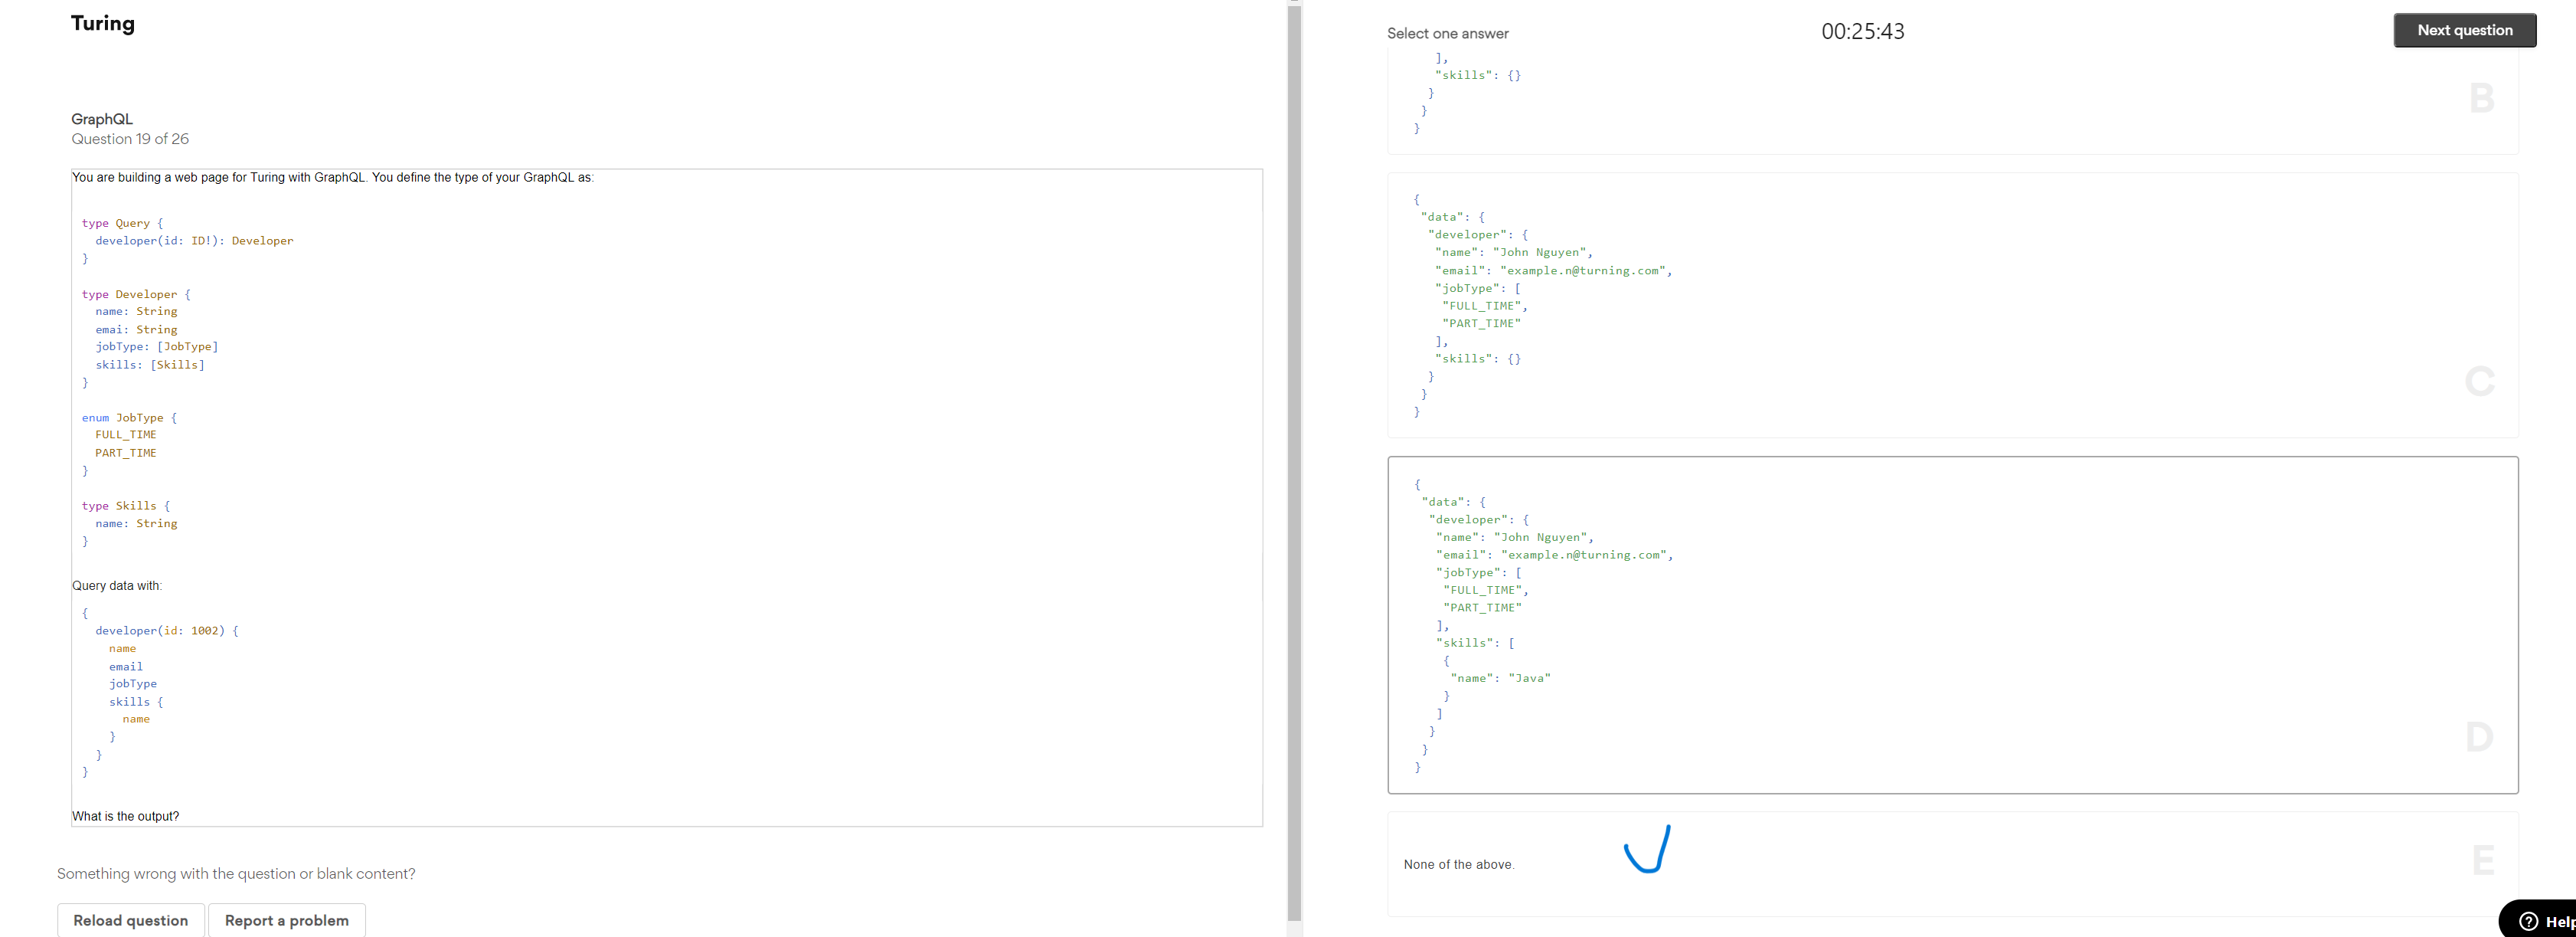 Turing
GraphQL
Question 19 of 26
You are building a web page for Turing with GraphQL. You define the type of your GraphQL as:
type Query {
  developer(id: ID!): Developer
}
type Developer {
  name: String
  emai: String
  jobType: [JobType]
  skills: [Skills]
}
enum JobType {
  FULL_TIME
  PART_TIME
}
type Skills {
  name: String
}
Query data with:
{
  developer(id: 1002) {
    name
    email
    jobType
    skills {
      name
    }
  }
}
What is the output?
Something wrong with the question or blank content?
Reload question
Report a problem
Select one answer
00:25:43
Next question
   ],
   "skills": {}
  }
 }
}
B
{
 "data": {
  "developer": {
   "name": "John Nguyen",
   "email": "example.n@turning.com",
   "jobType": [
    "FULL_TIME",
    "PART_TIME"
   ],
   "skills": {}
  }
 }
}
C
{
 "data": {
  "developer": {
   "name": "John Nguyen",
   "email": "example.n@turning.com",
   "jobType": [
    "FULL_TIME",
    "PART_TIME"
   ],
   "skills": [
    {
     "name": "Java"
    }
   ]
  }
 }
}
D
None of the above.
E
Help